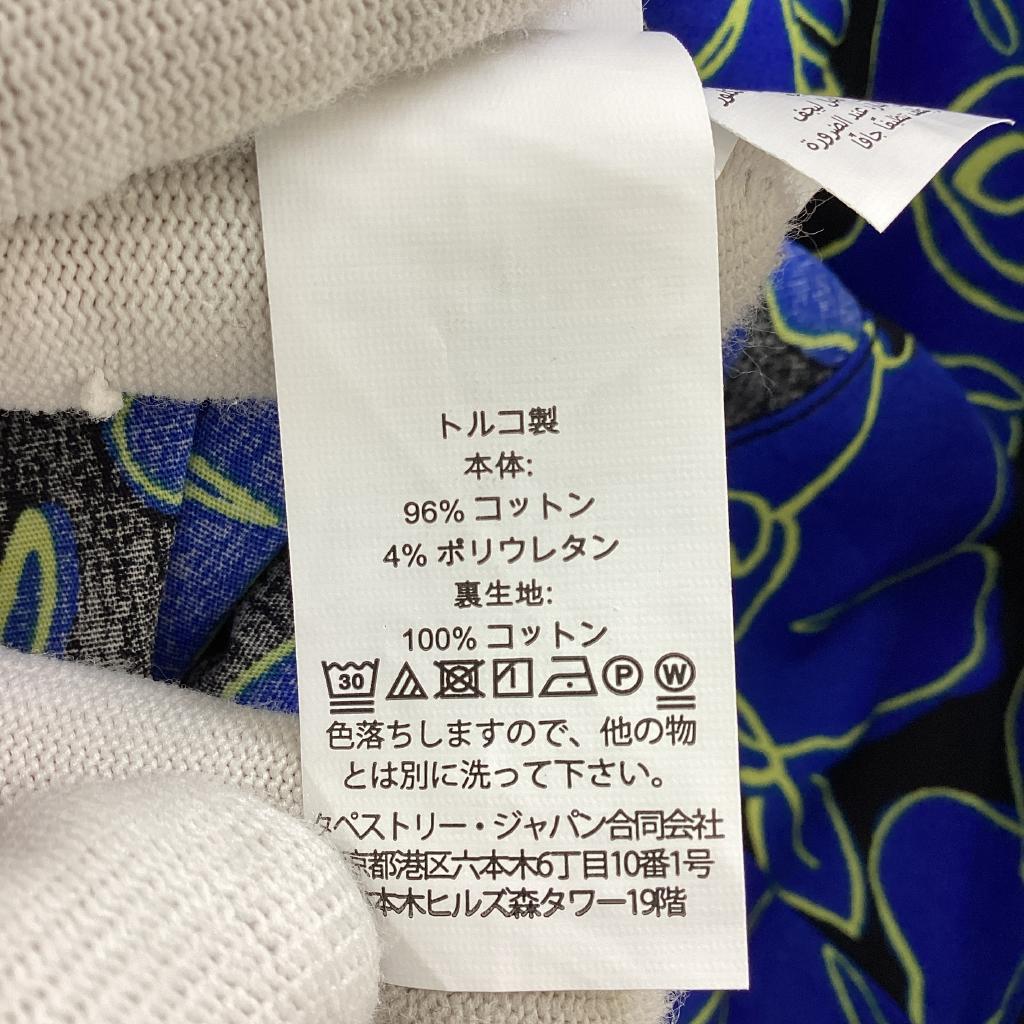 عند الضرورة
トルコ製
本体:
96% コットン
4% ポリウレタン
裏生地:
100% コットン
30 P W
色落ちしますので、他の物
とは別に洗って下さい。
タペストリー・ジャパン合同会社
京都港区六本木6丁目10番1号
本木ヒルズ森タワー19階